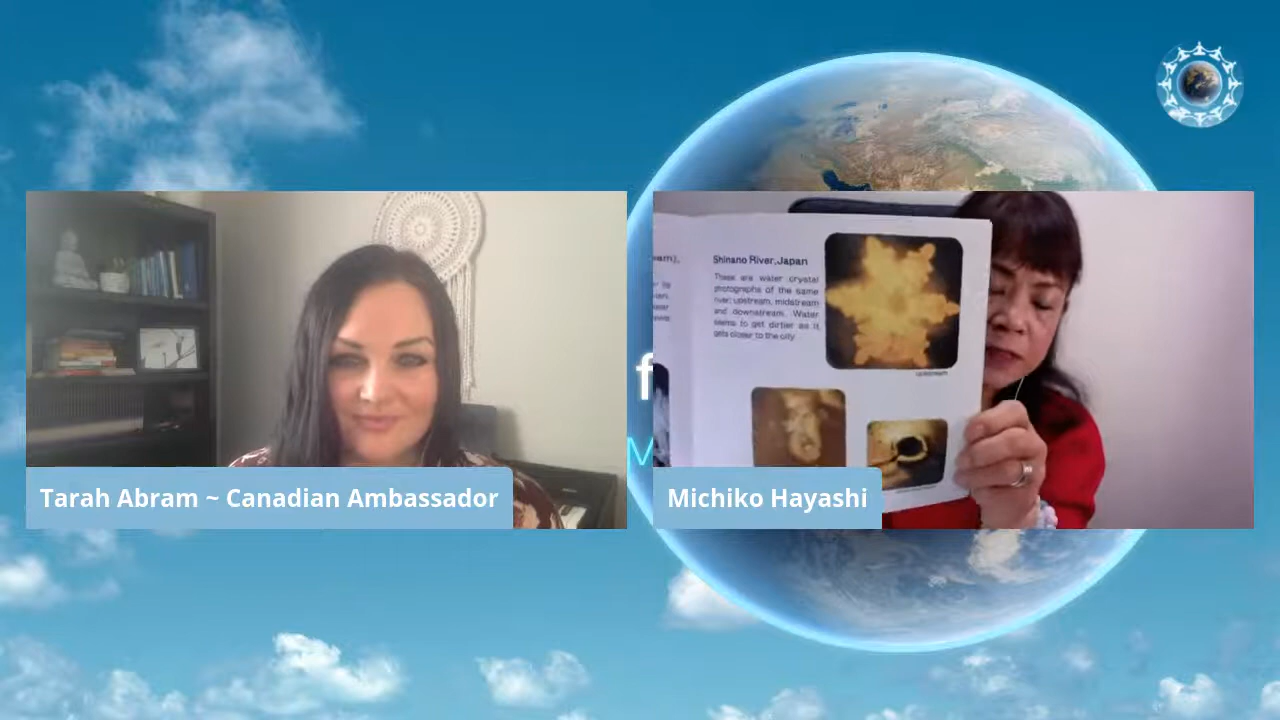 Shinano River, Japan
These are water crystal
photographs of the same
river; upstream, midstream
and downstream. Water
seems to get dirtier as it
gets closer to the city
upstream
f
M
Tarah Abram ~ Canadian Ambassador
Michiko Hayashi